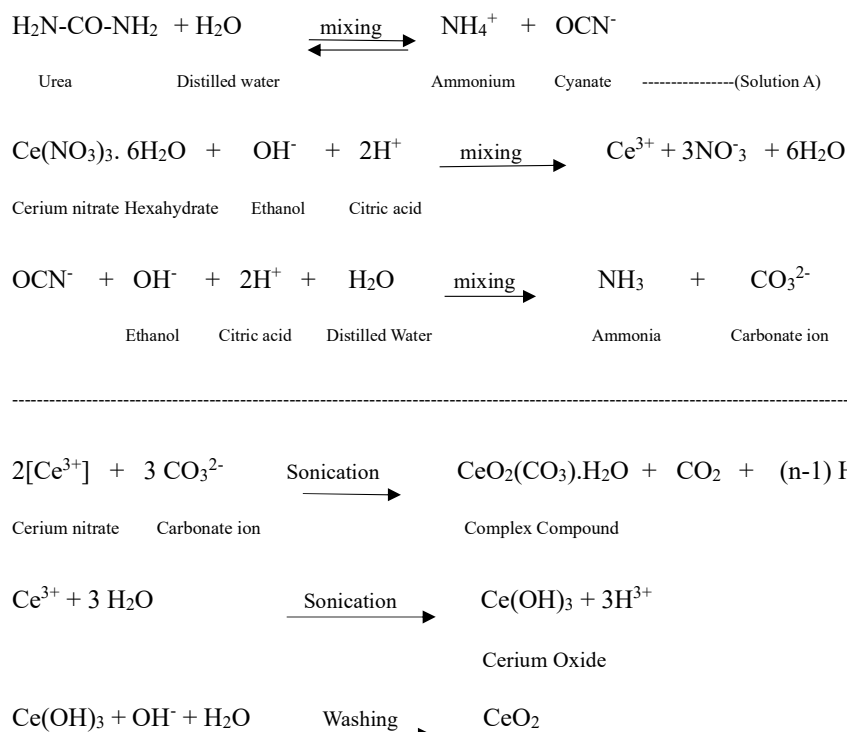 H₂N-CO-NH₂ + H₂O mixing NH₄⁺ + OCN⁻
Urea Distilled water Ammonium Cyanate ----------------(Solution A)
Ce(NO₃)₃. 6H₂O + OH⁻ + 2H⁺ mixing Ce³⁺ + 3NO⁻₃ + 6H₂O
Cerium nitrate Hexahydrate Ethanol Citric acid
OCN⁻ + OH⁻ + 2H⁺ + H₂O mixing NH₃ + CO₃²⁻
Ethanol Citric acid Distilled Water Ammonia Carbonate ion
2[Ce³⁺] + 3 CO₃²⁻ Sonication CeO₂(CO₃).H₂O + CO₂ + (n-1) H
Cerium nitrate Carbonate ion Complex Compound
Ce³⁺ + 3 H₂O Sonication Ce(OH)₃ + 3H³⁺
Cerium Oxide
Ce(OH)₃ + OH⁻ + H₂O Washing CeO₂